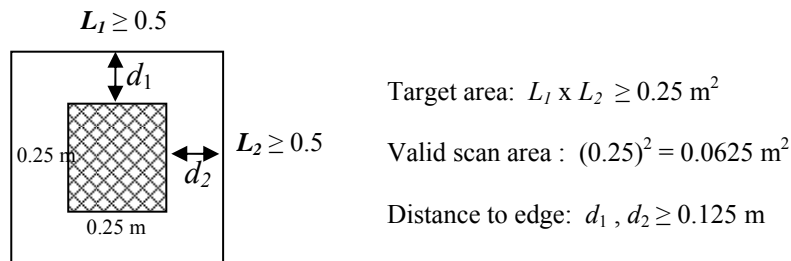 L₁ ≥ 0.5
d₁
Target area: L₁ x L₂ ≥ 0.25 m²
L₂ ≥ 0.5
0.25 m
d₂
Valid scan area : (0.25)² = 0.0625 m²
0.25 m
Distance to edge: d₁ , d₂ ≥ 0.125 m